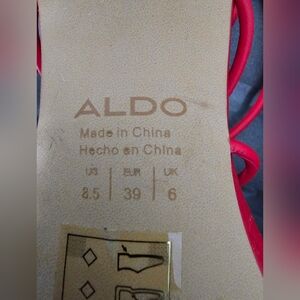 ALDO
Made in China
Hecho en China
US EUR UK
8.5 39 6